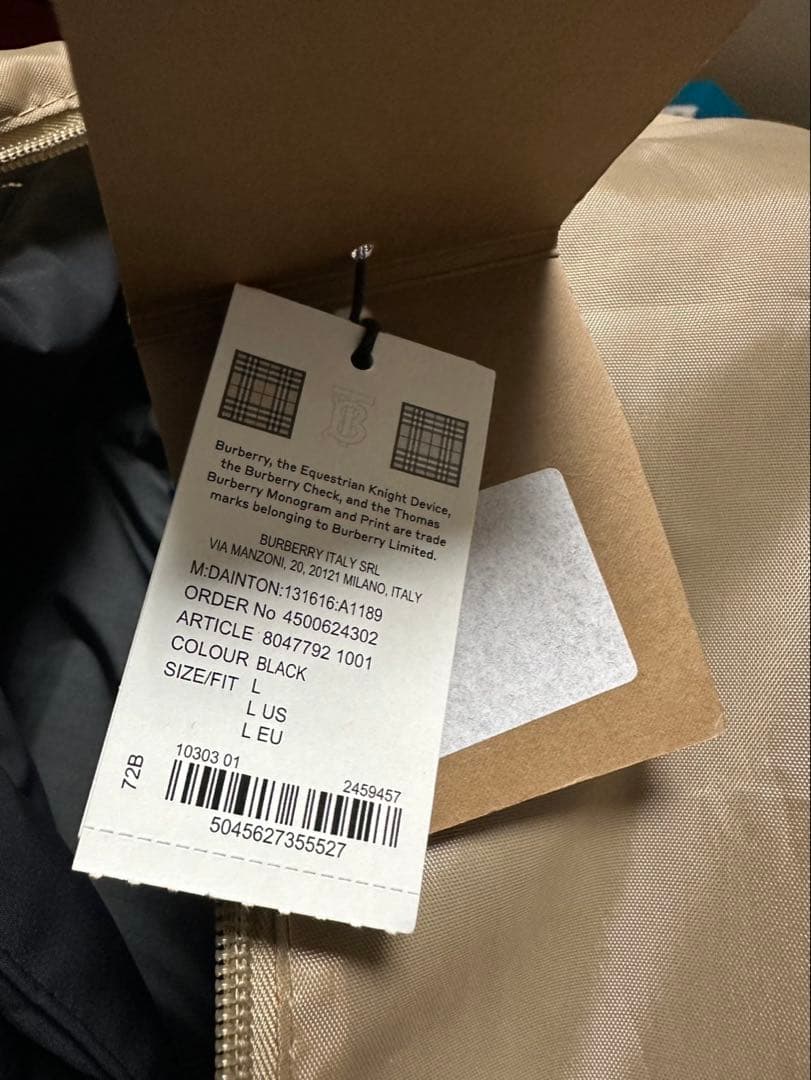 Burberry, the Equestrian Knight Device,
the Burberry Check, and the Thomas
Burberry Monogram and Print are trade
marks belonging to Burberry Limited.
BURBERRY ITALY SRL
VIA MANZONI, 20, 20121 MILANO, ITALY
M:DAINTON:131616:A1189
ORDER No 4500624302
ARTICLE 8047792 1001
COLOUR BLACK
SIZE/FIT L
L US
L EU
72B
10303 01
2459457
5045627355527